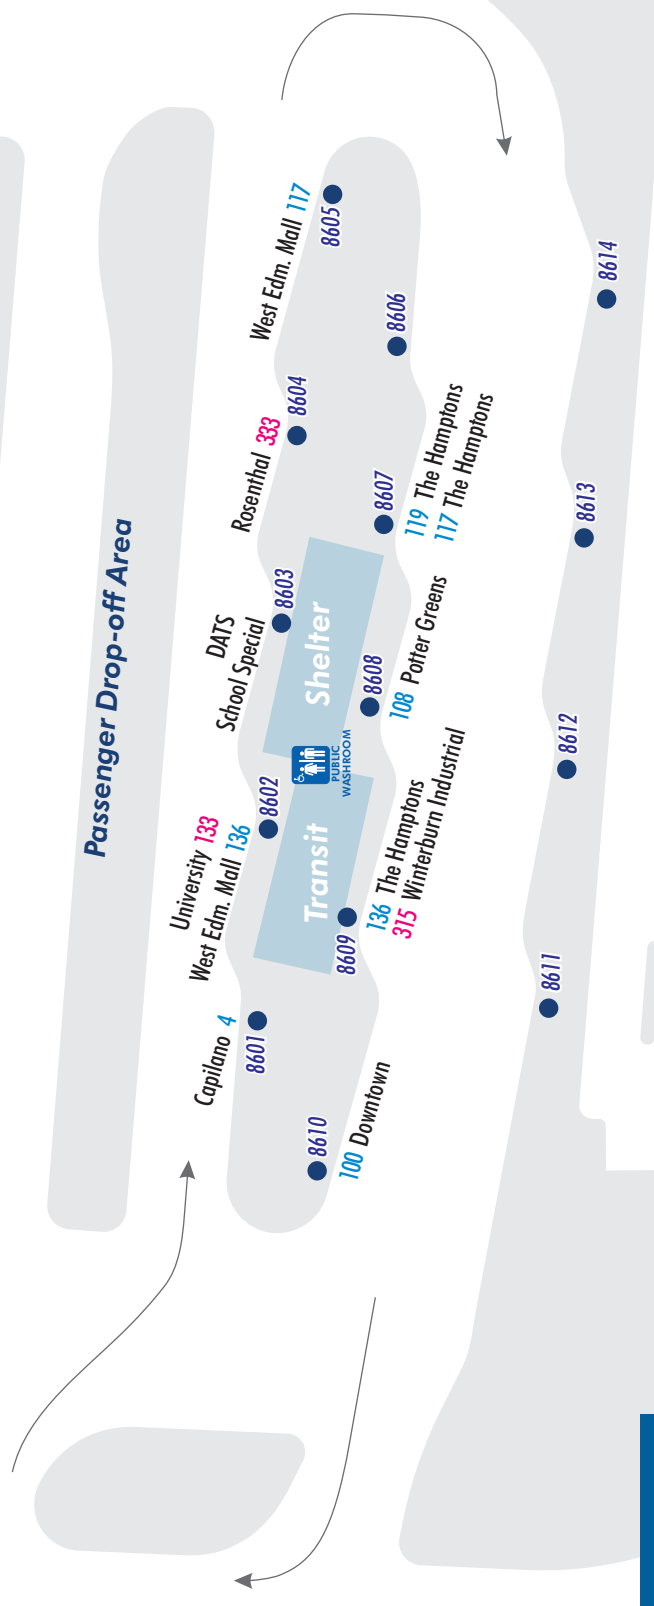 Passenger Drop-off Area
West Edm. Mall 117
8605
8606
8614
Rosenthal 333
8604
8607
119 The Hamptons
117 The Hamptons
8613
DATS
School Special
8603
Shelter
8608
108 Potter Greens
8612
PUBLIC
WASHROOM
University 133
West Edm. Mall 136
8602
Transit
8609
136 The Hamptons
315 Winterburn Industrial
8611
Capilano 4
8601
8610
100 Downtown